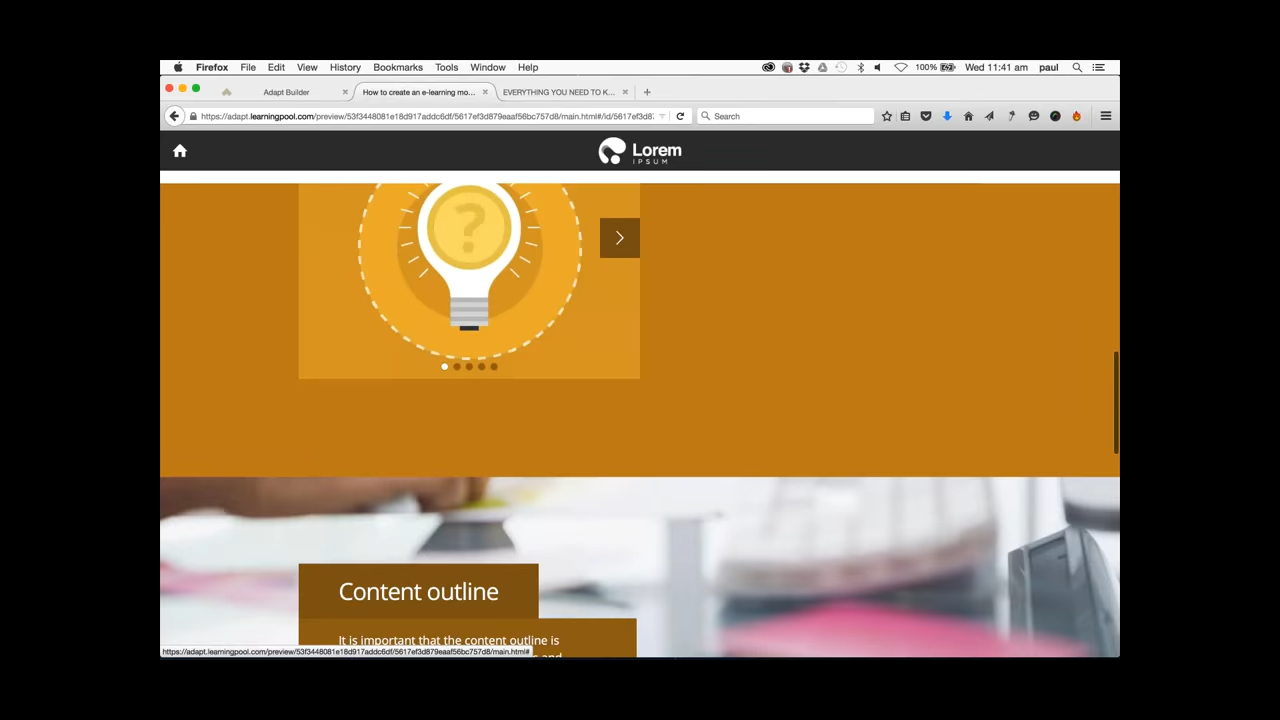 Firefox File Edit View History Bookmarks Tools Window Help 100% Wed 11:41 am paul
Adapt Builder How to create an e-learning mo... EVERYTHING YOU NEED TO K...
https://adapt.learningpool.com/preview/53f3448081e18d917addc6df/5617ef3d879eaaf56bc757d8/main.html#/id/5617ef3d8 Search
Lorem
IPSUM
?
Content outline
It is important that the content outline is
s and
https://adapt.learningpool.com/preview/53f3448081e18d917addc6df/5617ef3d879eaaf56bc757d8/main.html#